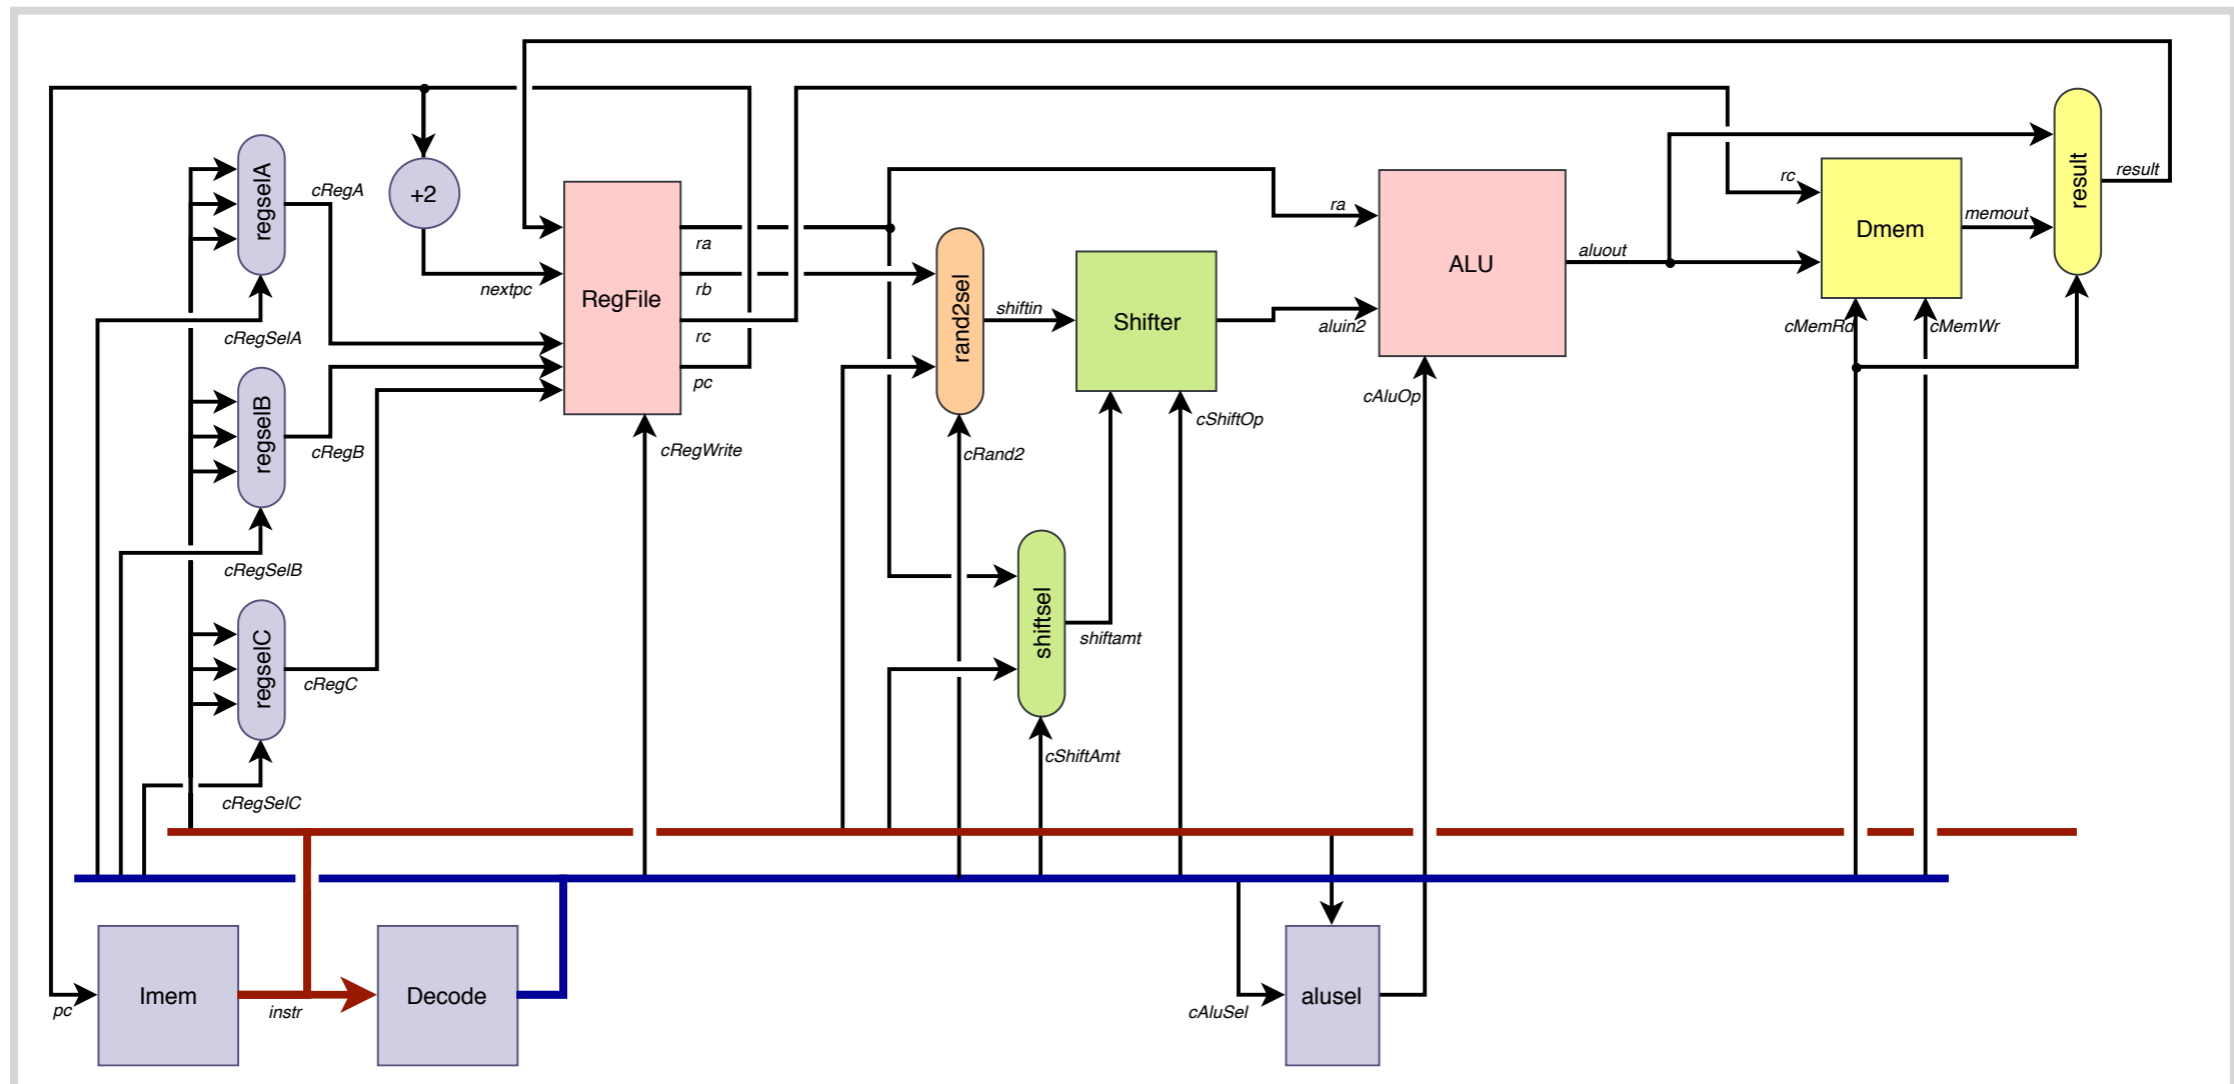 regselA
cRegA
cRegSelA
+2
nextpc
regselB
cRegB
cRegSelB
regselC
cRegC
cRegSelC
RegFile
ra
rb
rc
pc
cRegWrite
rand2sel
cRand2
shiftin
Shifter
cShiftOp
shiftsel
shiftamt
cShiftAmt
ra
aluin2
ALU
cAluOp
aluout
rc
Dmem
memout
cMemRd
cMemWr
result
result
pc
Imem
instr
Decode
cAluSel
alusel